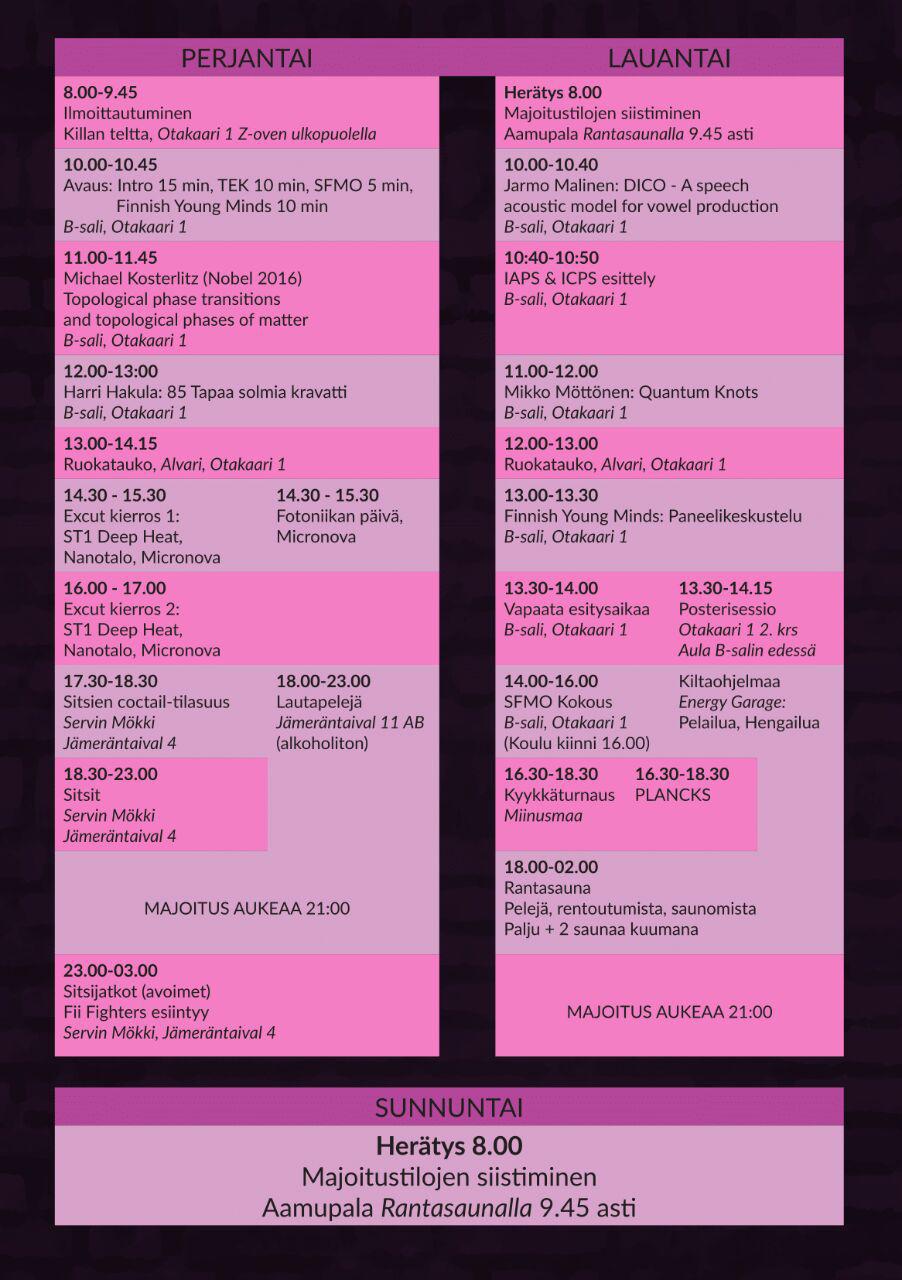 PERJANTAI
8.00-9.45
Ilmoittautuminen
Killan teltta, Otakaari 1 Z-oven ulkopuolella
10.00-10.45
Avaus: Intro 15 min, TEK 10 min, SFMO 5 min,
Finnish Young Minds 10 min
B-sali, Otakaari 1
11.00-11.45
Michael Kosterlitz (Nobel 2016)
Topological phase transitions
and topological phases of matter
B-sali, Otakaari 1
12.00-13:00
Harri Hakula: 85 Tapaa solmia kravatti
B-sali, Otakaari 1
13.00-14.15
Ruokatauko, Alvari, Otakaari 1
14.30 - 15.30
Excut kierros 1:
ST1 Deep Heat,
Nanotalo, Micronova
14.30 - 15.30
Fotoniikan päivä,
Micronova
16.00 - 17.00
Excut kierros 2:
ST1 Deep Heat,
Nanotalo, Micronova
17.30-18.30
Sitsien coctail-tilasuus
Servin Mökki
Jämeräntaival 4
18.00-23.00
Lautapelejä
Jämeräntaival 11 AB
(alkoholiton)
18.30-23.00
Sitsit
Servin Mökki
Jämeräntaival 4
MAJOITUS AUKEAA 21:00
23.00-03.00
Sitsijatkot (avoimet)
Fii Fighters esiintyy
Servin Mökki, Jämeräntaival 4
LAUANTAI
Herätys 8.00
Majoitustilojen siistiminen
Aamupala Rantasaunalla 9.45 asti
10.00-10.40
Jarmo Malinen: DICO - A speech
acoustic model for vowel production
B-sali, Otakaari 1
10:40-10:50
IAPS & ICPS esittely
B-sali, Otakaari 1
11.00-12.00
Mikko Möttönen: Quantum Knots
B-sali, Otakaari 1
12.00-13.00
Ruokatauko, Alvari, Otakaari 1
13.00-13.30
Finnish Young Minds: Paneelikeskustelu
B-sali, Otakaari 1
13.30-14.00
Vapaata esitysaikaa
B-sali, Otakaari 1
13.30-14.15
Posterisessio
Otakaari 1 2. krs
Aula B-salin edessä
14.00-16.00
SFMO Kokous
B-sali, Otakaari 1
(Koulu kiinni 16.00)
Kiltaohjelmaa
Energy Garage:
Pelailua, Hengailua
16.30-18.30
Kyykkäturnaus
Miinusmaa
16.30-18.30
PLANCKS
18.00-02.00
Rantasauna
Pelejä, rentoutumista, saunomista
Palju + 2 saunaa kuumana
MAJOITUS AUKEAA 21:00
SUNNUNTAI
Herätys 8.00
Majoitustilojen siistiminen
Aamupala Rantasaunalla 9.45 asti